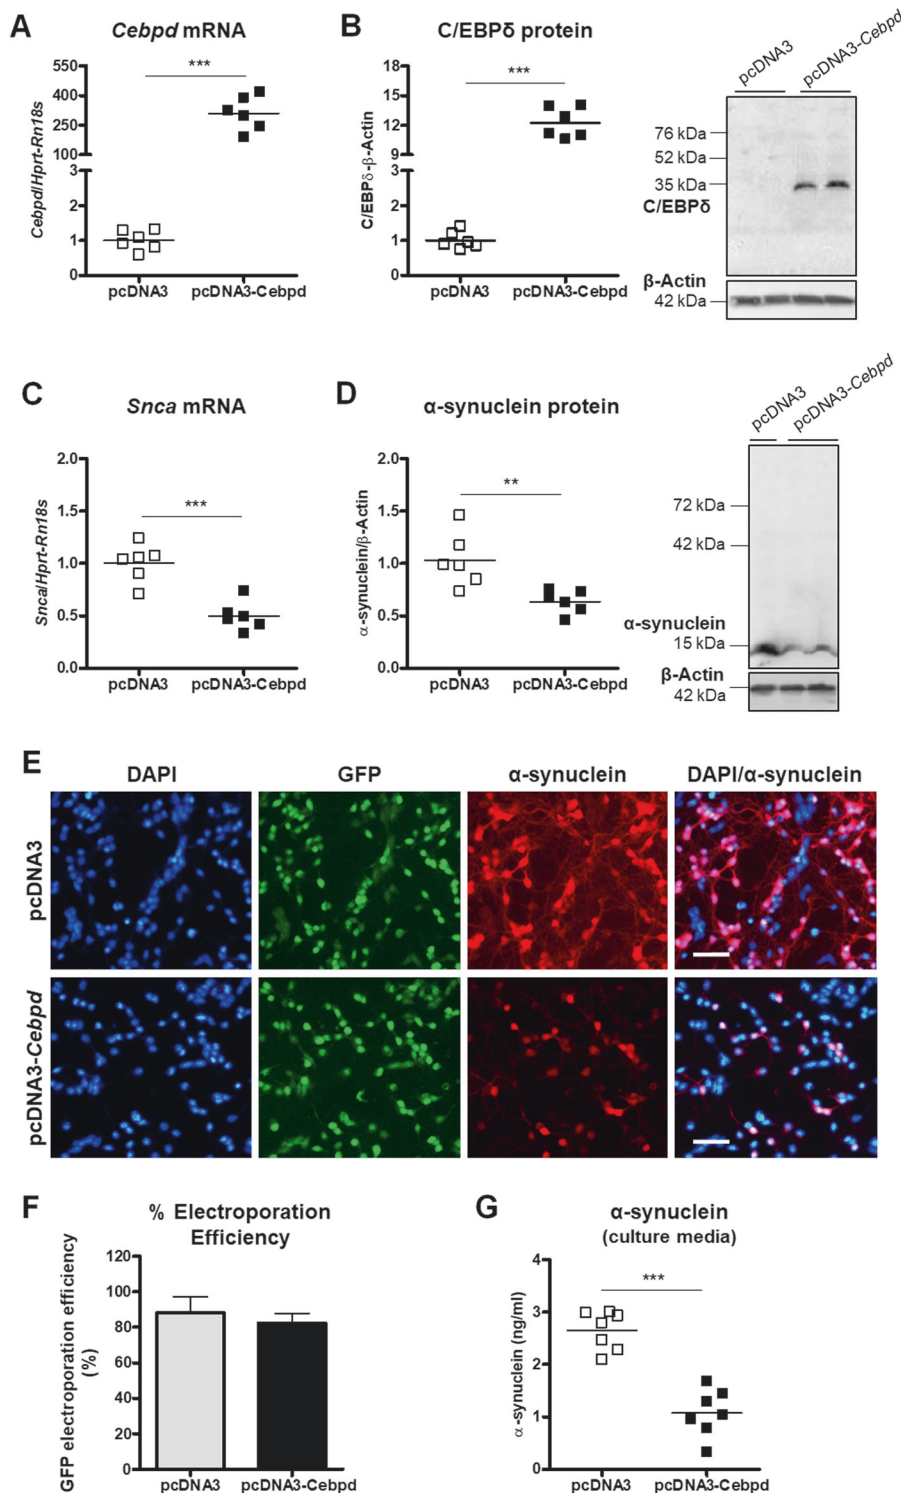 A
Cebpd mRNA
Cebpd/Hprt-Rn18s
550
400
250
100
3
2
1
0
***
pcDNA3
pcDNA3-Cebpd
B
C/EBPδ protein
C/EBPδ-β-Actin
18
15
12
9
3
2
1
0
***
pcDNA3
pcDNA3-Cebpd
pcDNA3
pcDNA3-Cebpd
76 kDa
52 kDa
35 kDa
C/EBPδ
β-Actin
42 kDa
C
Snca mRNA
Snca/Hprt-Rn18s
2.0
1.5
1.0
0.5
0.0
***
pcDNA3
pcDNA3-Cebpd
D
α-synuclein protein
α-synuclein/β-Actin
2.0
1.5
1.0
0.5
0.0
**
pcDNA3
pcDNA3-Cebpd
pcDNA3
pcDNA3-Cebpd
72 kDa
42 kDa
α-synuclein
15 kDa
β-Actin
42 kDa
E
DAPI
GFP
α-synuclein
DAPI/α-synuclein
pcDNA3
pcDNA3-Cebpd
F
% Electroporation
Efficiency
GFP electroporation efficiency
(%)
120
100
80
60
40
20
0
pcDNA3
pcDNA3-Cebpd
G
α-synuclein
(culture media)
α-synuclein (ng/ml)
4
3
2
1
0
***
pcDNA3
pcDNA3-Cebpd